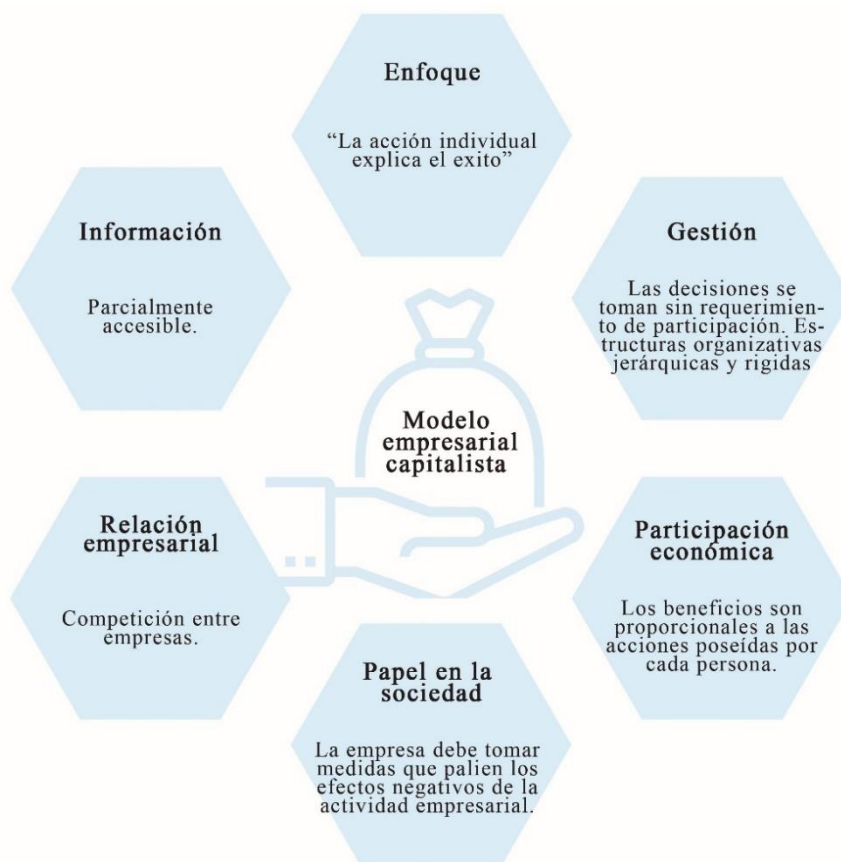 Enfoque
“La acción individual
explica el exito”
Información
Parcialmente
accesible.
Gestión
Las decisiones se
toman sin requerimien-
to de participación. Es-
tructuras organizativas
jerárquicas y rigidas
Modelo
empresarial
capitalista
Relación
empresarial
Competición entre
empresas.
Participación
económica
Los beneficios son
proporcionales a las
acciones poseídas por
cada persona.
Papel en la
sociedad
La empresa debe tomar
medidas que palien los
efectos negativos de la
actividad empresarial.